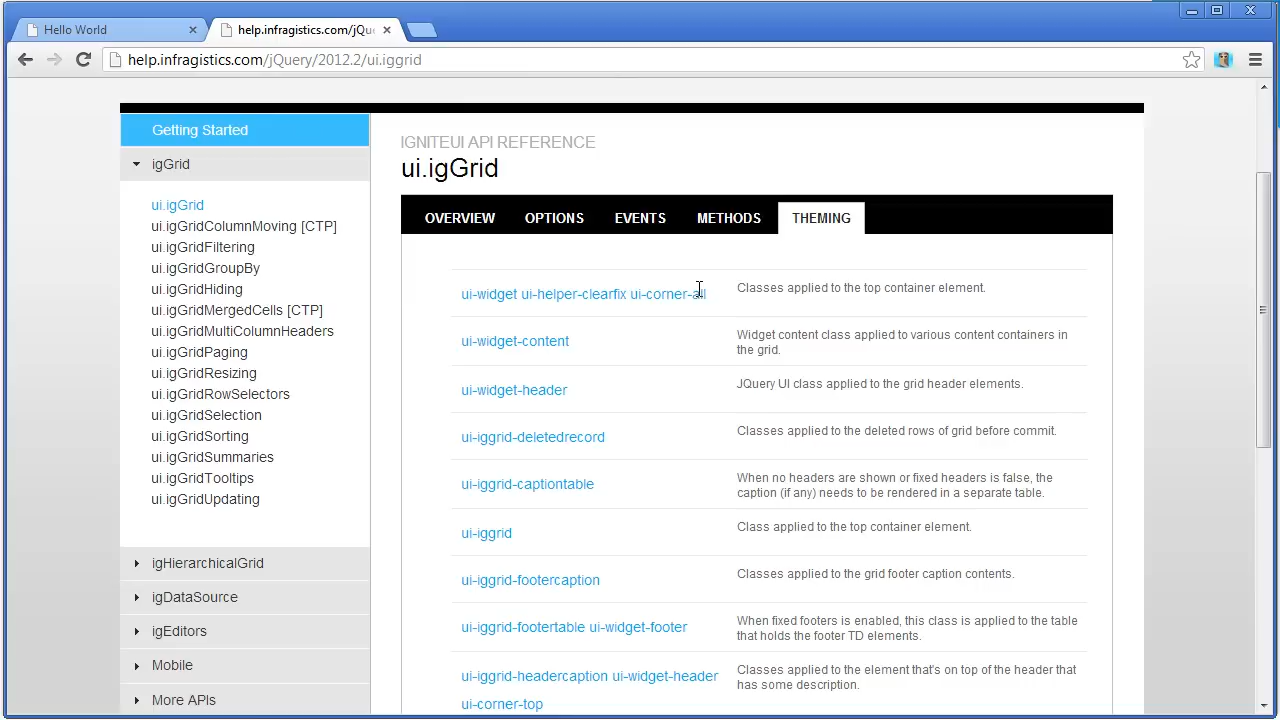 Hello World
help.infragistics.com/jQu
help.infragistics.com/jQuery/2012.2/ui.iggrid
Getting Started
igGrid
ui.igGrid
ui.igGridColumnMoving [CTP]
ui.igGridFiltering
ui.igGridGroupBy
ui.igGridHiding
ui.igGridMergedCells [CTP]
ui.igGridMultiColumnHeaders
ui.igGridPaging
ui.igGridResizing
ui.igGridRowSelectors
ui.igGridSelection
ui.igGridSorting
ui.igGridSummaries
ui.igGridTooltips
ui.igGridUpdating
igHierarchicalGrid
igDataSource
igEditors
Mobile
More APIs
IGNITEUI API REFERENCE
ui.igGrid
OVERVIEW OPTIONS EVENTS METHODS THEMING
ui-widget ui-helper-clearfix ui-corner-all
Classes applied to the top container element.
ui-widget-content
Widget content class applied to various content containers in
the grid.
ui-widget-header
JQuery UI class applied to the grid header elements.
ui-iggrid-deletedrecord
Classes applied to the deleted rows of grid before commit.
ui-iggrid-captiontable
When no headers are shown or fixed headers is false, the
caption (if any) needs to be rendered in a separate table.
ui-iggrid
Class applied to the top container element.
ui-iggrid-footercaption
Classes applied to the grid footer caption contents.
ui-iggrid-footertable ui-widget-footer
When fixed footers is enabled, this class is applied to the table
that holds the footer TD elements.
ui-iggrid-headercaption ui-widget-header
ui-corner-top
Classes applied to the element that's on top of the header that
has some description.